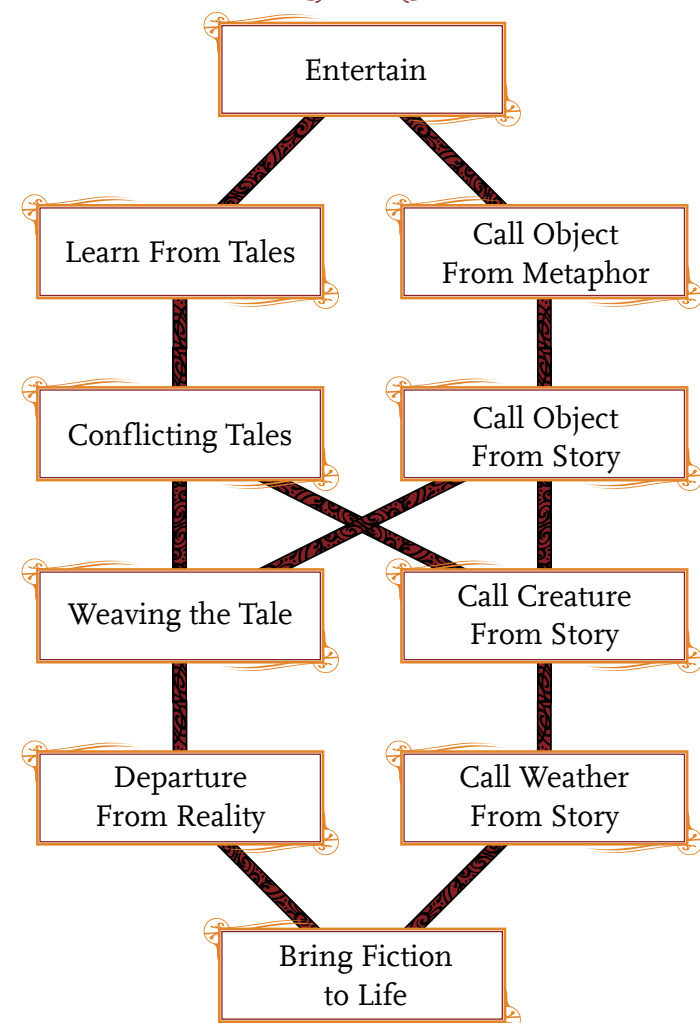 Entertain
Learn From Tales
Call Object
From Metaphor
Conflicting Tales
Call Object
From Story
Weaving the Tale
Call Creature
From Story
Departure
From Reality
Call Weather
From Story
Bring Fiction
to Life